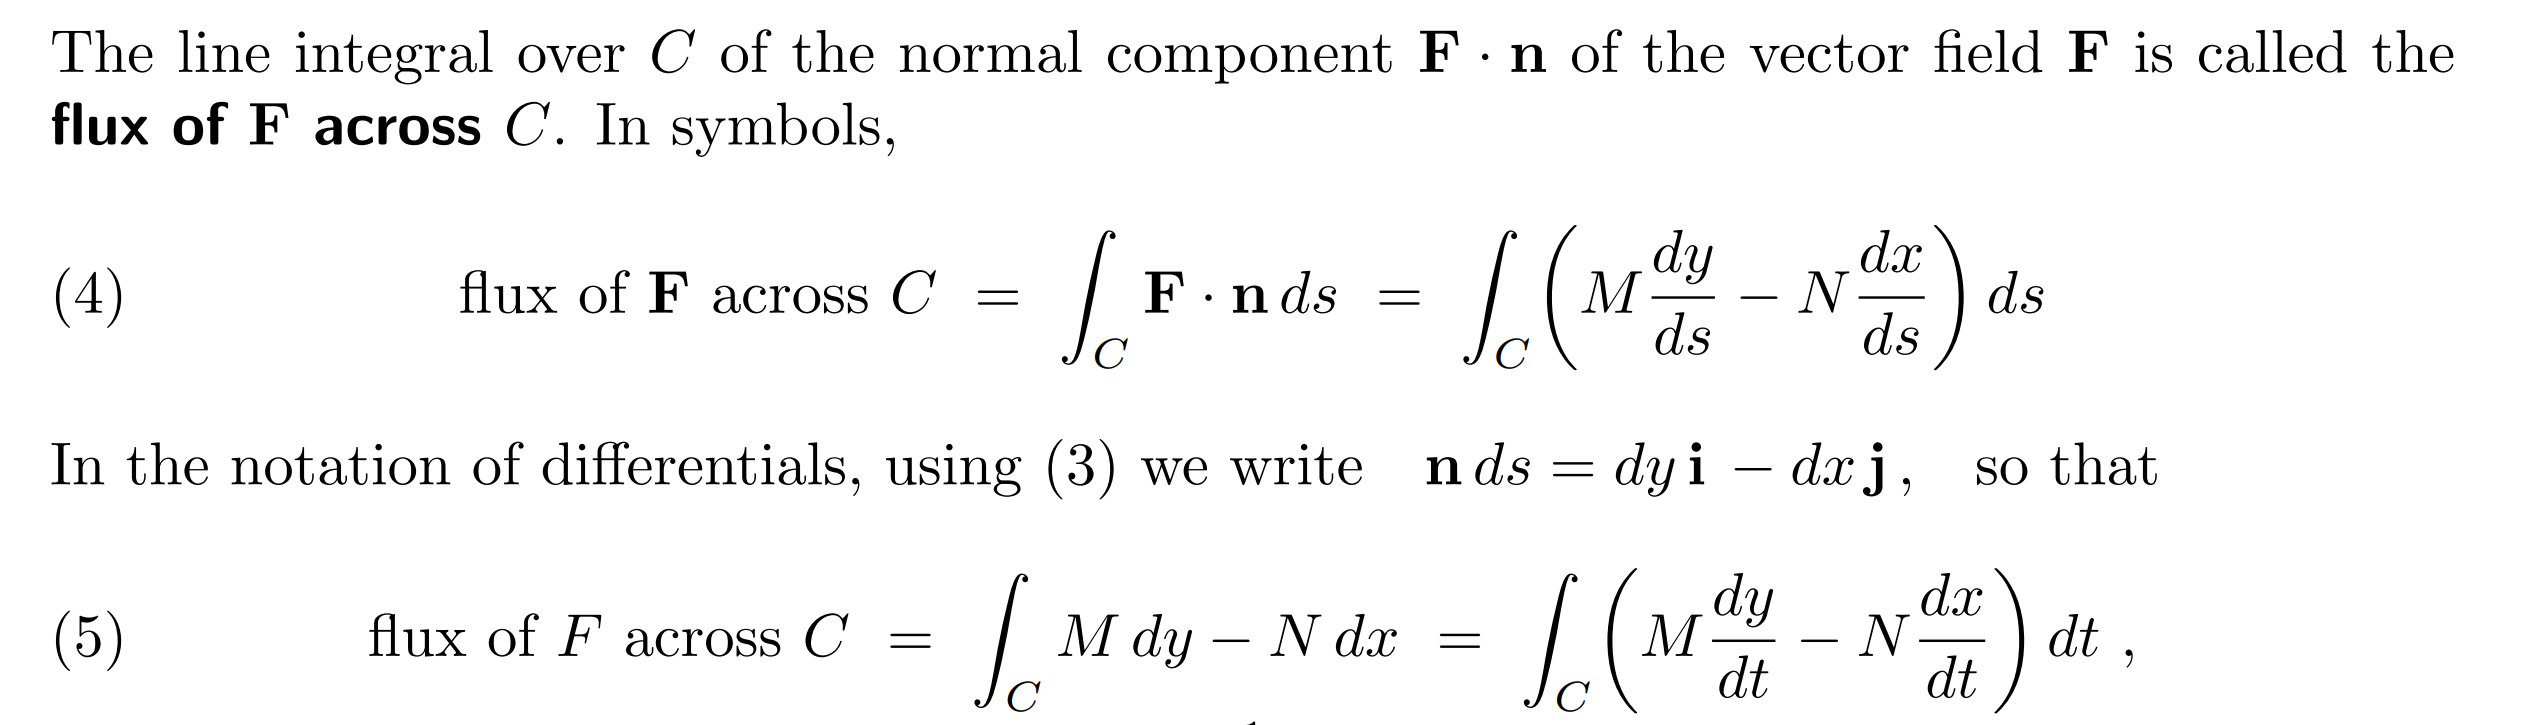 The line integral over C of the normal component F · n of the vector field F is called the
flux of F across C. In symbols,
(4) flux of F across C = ∫_C F · n ds = ∫_C (M dy/ds − N dx/ds) ds
In the notation of differentials, using (3) we write n ds = dy i − dx j , so that
(5) flux of F across C = ∫_C M dy − N dx = ∫_C (M dy/dt − N dx/dt) dt ,